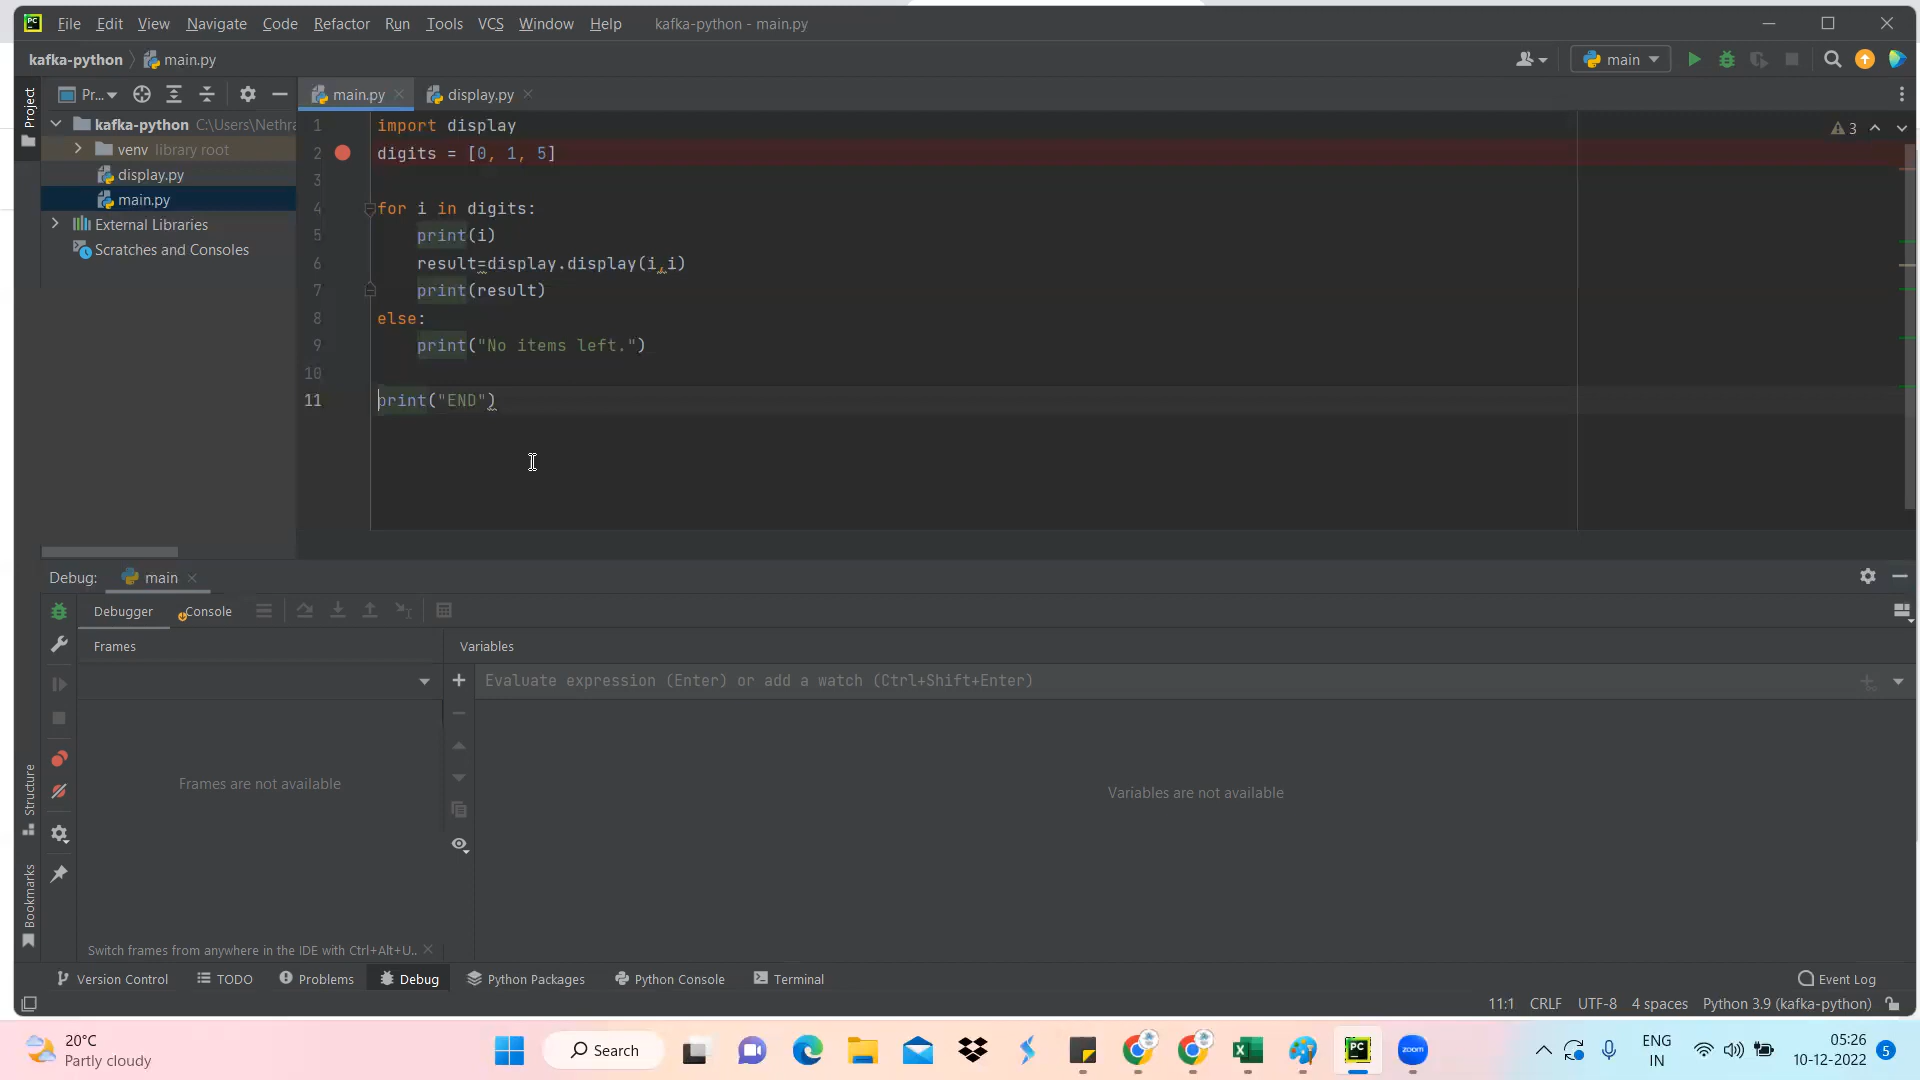 File Edit View Navigate Code Refactor Run Tools VCS Window Help kafka-python - main.py
kafka-python main.py
main
Project
Pr...
main.py
display.py
kafka-python C:\Users\Nethra
venv library root
display.py
main.py
External Libraries
Scratches and Consoles
1 import display
2 digits = [0, 1, 5]
3
4 for i in digits:
5 print(i)
6 result=display.display(i,i)
7 print(result)
8 else:
9 print("No items left.")
10
11 print("END")
3
Debug: main
Debugger Console
Frames
Variables
Evaluate expression (Enter) or add a watch (Ctrl+Shift+Enter)
Frames are not available
Variables are not available
Structure
Bookmarks
Switch frames from anywhere in the IDE with Ctrl+Alt+U..
Version Control TODO Problems Debug Python Packages Python Console Terminal Event Log
11:1 CRLF UTF-8 4 spaces Python 3.9 (kafka-python)
20°C
Partly cloudy
Search
zoom
ENG
IN
05:26
10-12-2022
5